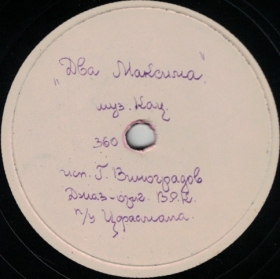 "Два Максима"
муз. Кац.
360
исп. Г. Виноградов
Джаз-орк. ВРК
п/у Цфасмана.